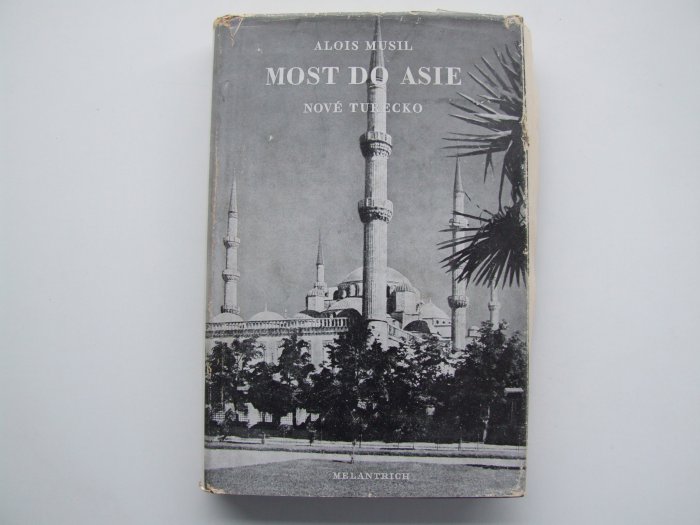 ALOIS MUSIL
MOST DO ASIE
NOVÉ TURECKO
MELANTRICH